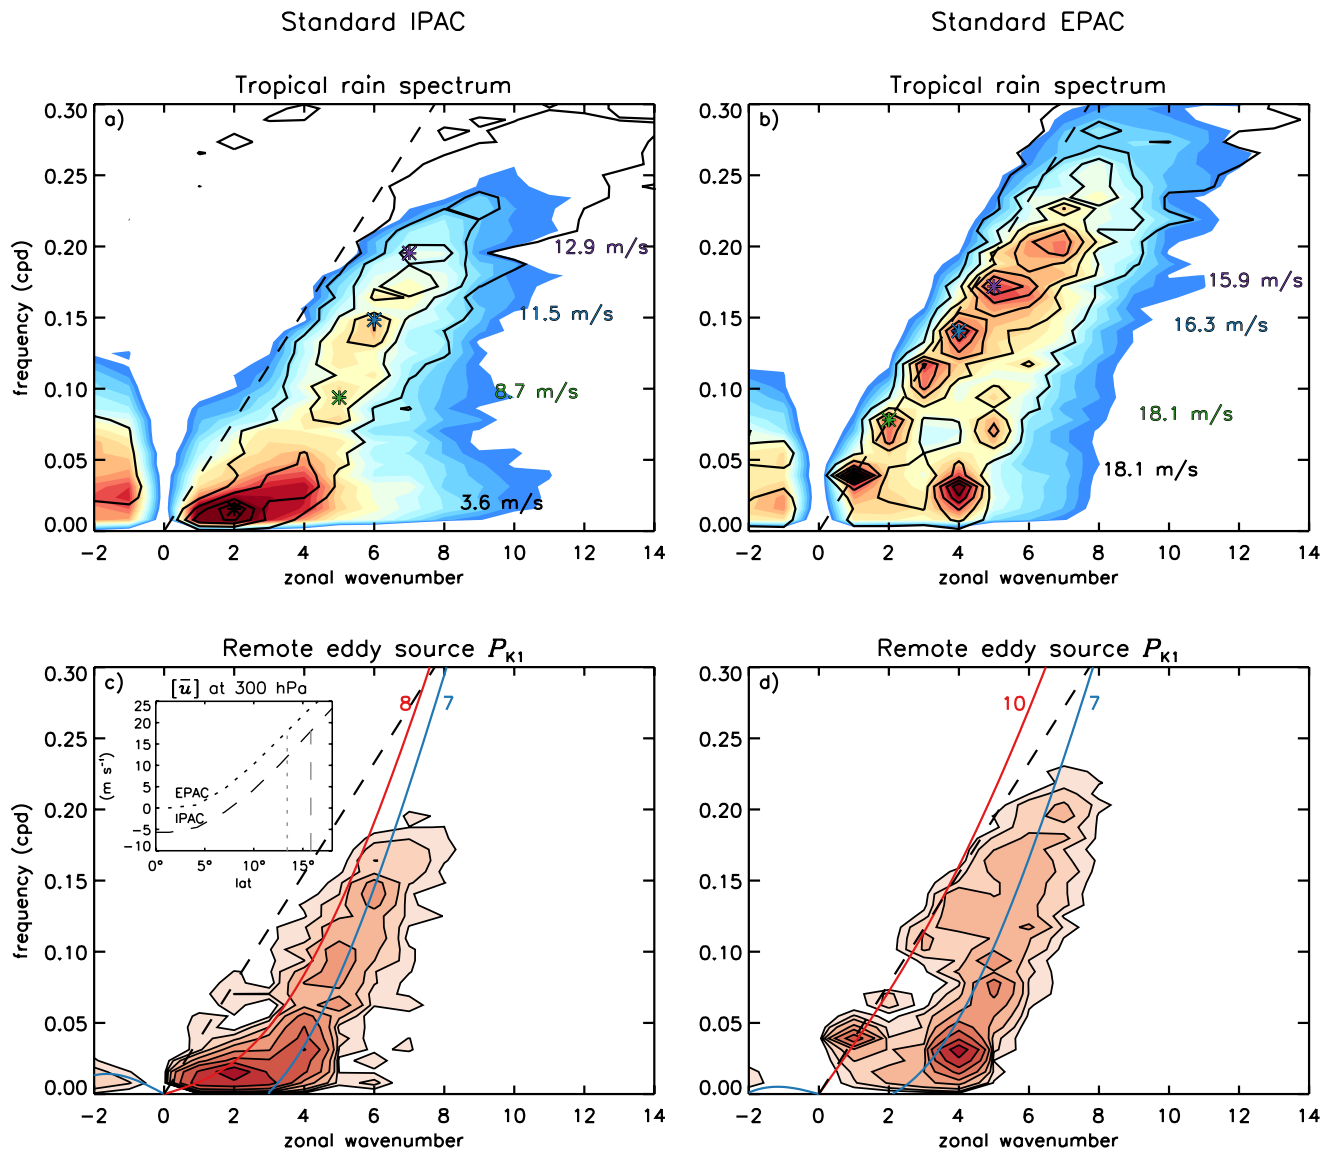 Standard IPAC
Standard EPAC
Tropical rain spectrum
a)
0.30
0.25
0.20
0.15
0.10
0.05
0.00
frequency (cpd)
12.9 m/s
11.5 m/s
8.7 m/s
3.6 m/s
−2 0 2 4 6 8 10 12 14
zonal wavenumber
Tropical rain spectrum
b)
0.30
0.25
0.20
0.15
0.10
0.05
0.00
15.9 m/s
16.3 m/s
18.1 m/s
18.1 m/s
−2 0 2 4 6 8 10 12 14
zonal wavenumber
Remote eddy source P_K1
c)
0.30
0.25
0.20
0.15
0.10
0.05
0.00
frequency (cpd)
8 7
[u̅] at 300 hPa
25
20
15
10
5
0
−5
−10
(m s⁻¹)
EPAC
IPAC
0° 5° 10° 15°
lat
−2 0 2 4 6 8 10 12 14
zonal wavenumber
Remote eddy source P_K1
d)
0.30
0.25
0.20
0.15
0.10
0.05
0.00
10 7
−2 0 2 4 6 8 10 12 14
zonal wavenumber